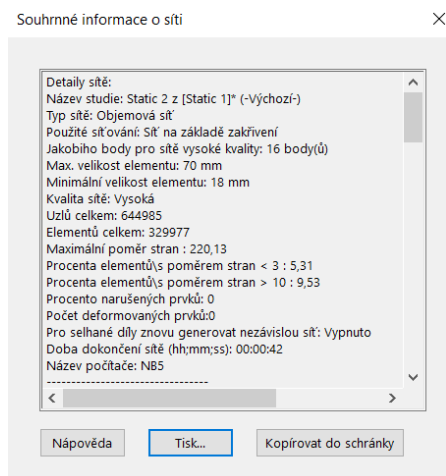 Souhrnné informace o síti
Detaily sítě:
Název studie: Static 2 z [Static 1]* (-Výchozí-)
Typ sítě: Objemová síť
Použité síťování: Síť na základě zakřivení
Jakobiho body pro sítě vysoké kvality: 16 body(ů)
Max. velikost elementu: 70 mm
Minimální velikost elementu: 18 mm
Kvalita sítě: Vysoká
Uzlů celkem: 644985
Elementů celkem: 329977
Maximální poměr stran : 220,13
Procenta elementů\s poměrem stran < 3 : 5,31
Procenta elementů\s poměrem stran > 10 : 9,53
Procento narušených prvků: 0
Počet deformovaných prvků:0
Pro selhané díly znovu generovat nezávislou síť: Vypnuto
Doba dokončení sítě (hh;mm;ss): 00:00:42
Název počítače: NB5
---------------------------------
Nápověda Tisk... Kopírovat do schránky